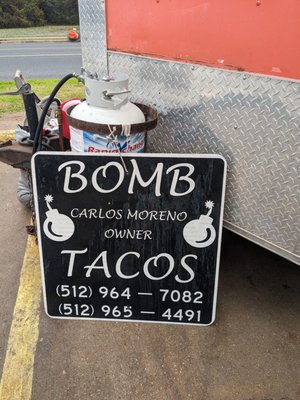 BOMB
CARLOS MORENO
OWNER
TACOS
(512) 964 — 7082
(512) 965 — 4491